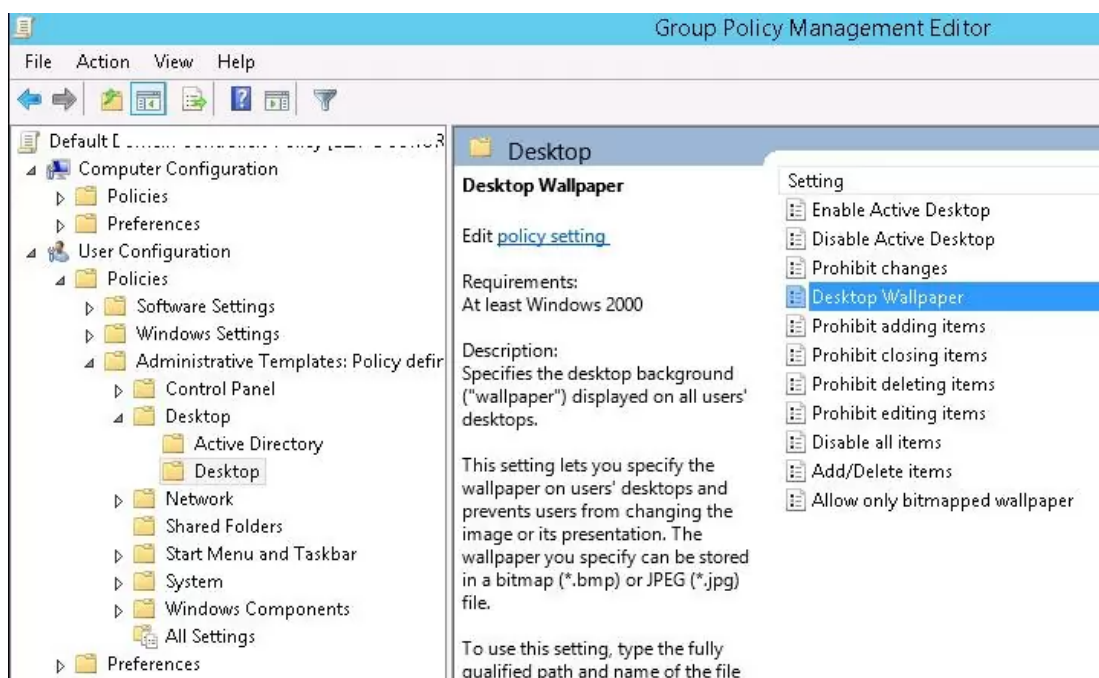 Group Policy Management Editor
File Action View Help
Default
Computer Configuration
Policies
Preferences
User Configuration
Policies
Software Settings
Windows Settings
Administrative Templates: Policy defir
Control Panel
Desktop
Active Directory
Desktop
Network
Shared Folders
Start Menu and Taskbar
System
Windows Components
All Settings
Preferences
Desktop
Desktop Wallpaper
Edit policy setting
Requirements:
At least Windows 2000
Description:
Specifies the desktop background
("wallpaper") displayed on all users'
desktops.
This setting lets you specify the
wallpaper on users' desktops and
prevents users from changing the
image or its presentation. The
wallpaper you specify can be stored
in a bitmap (*.bmp) or JPEG (*.jpg)
file.
To use this setting, type the fully
qualified path and name of the file
Setting
Enable Active Desktop
Disable Active Desktop
Prohibit changes
Desktop Wallpaper
Prohibit adding items
Prohibit closing items
Prohibit deleting items
Prohibit editing items
Disable all items
Add/Delete items
Allow only bitmapped wallpaper